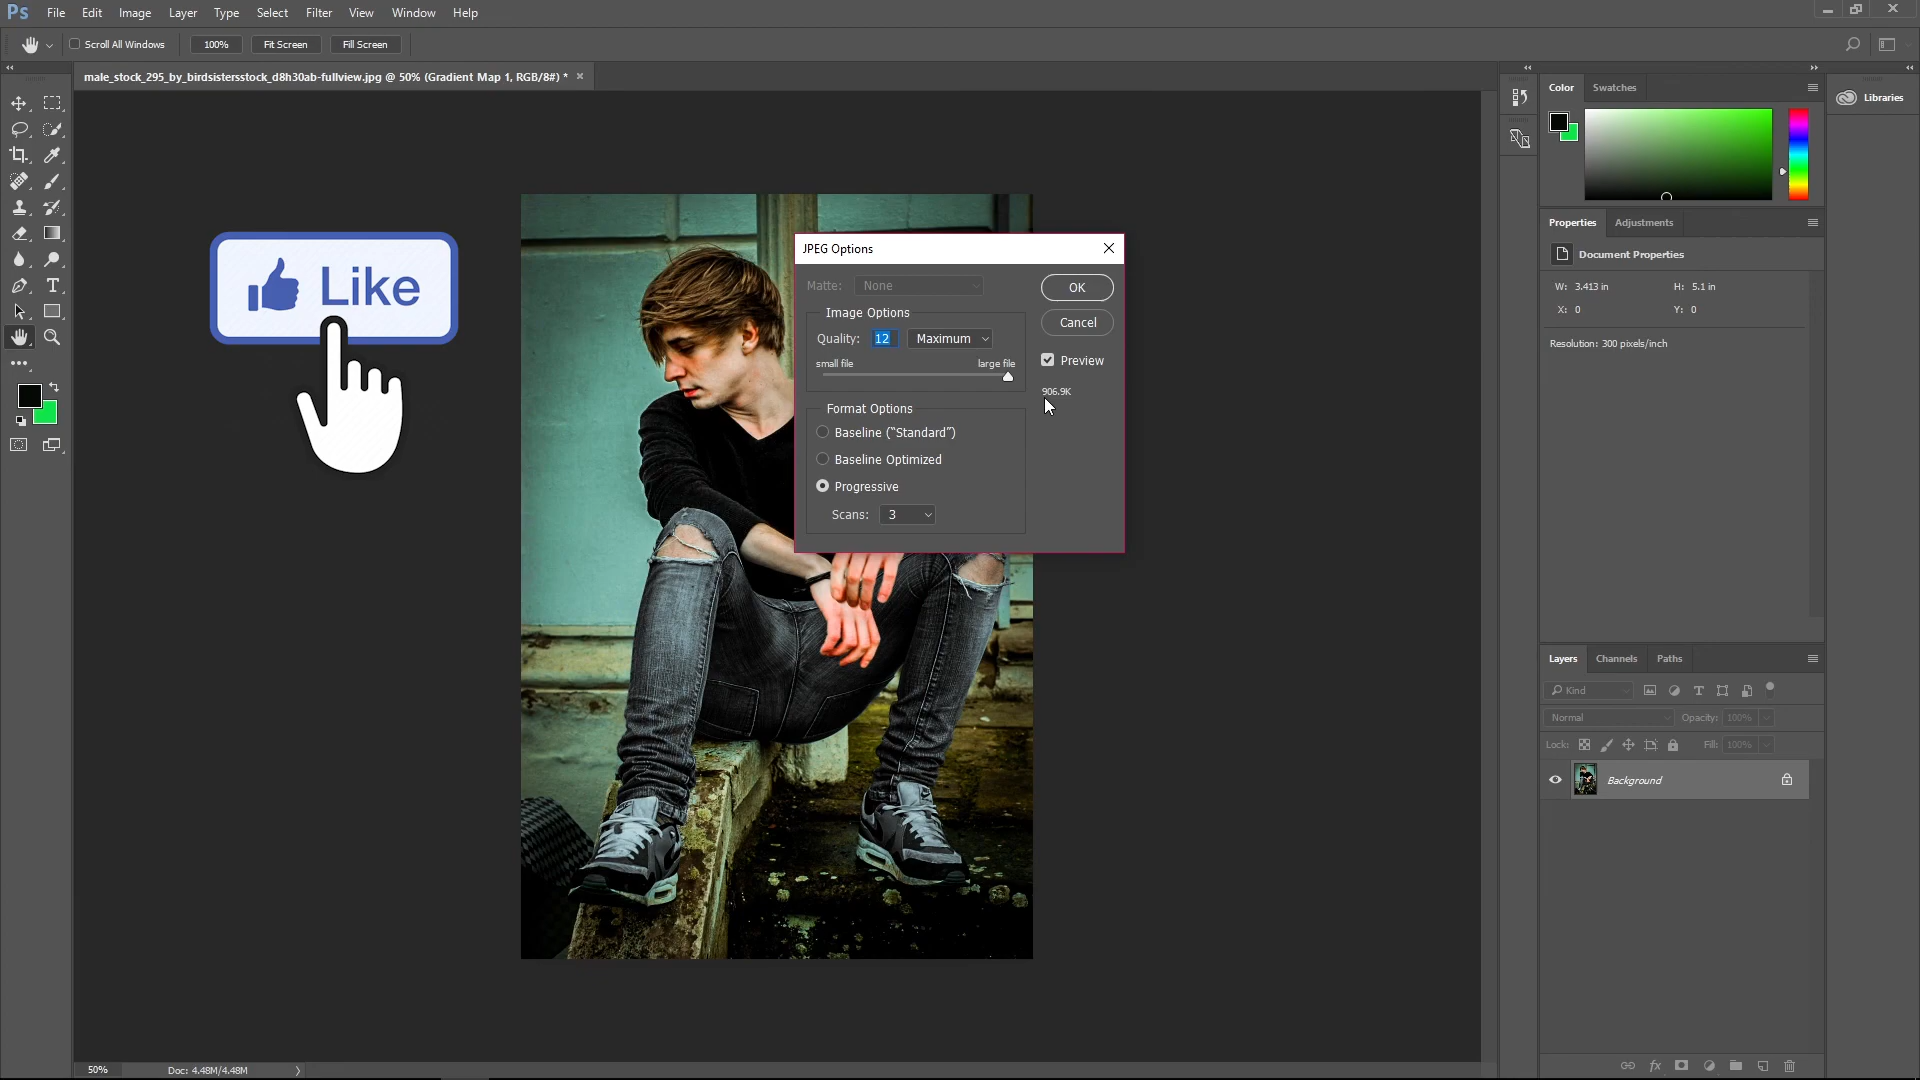 Ps File Edit Image Layer Type Select Filter View Window Help
Scroll All Windows 100% Fit Screen Fill Screen
male_stock_295_by_birdsistersstock_d8h30ab-fullview.jpg @ 50% (Gradient Map 1, RGB/8#) *
Like
JPEG Options
Matte: None
OK
Image Options
Quality: 12 Maximum
Cancel
small file large file
Preview
906.9K
Format Options
Baseline (“Standard”)
Baseline Optimized
Progressive
Scans: 3
Color Swatches
Libraries
Properties Adjustments
Document Properties
W: 3.413 in H: 5.1 in
X: 0 Y: 0
Resolution: 300 pixels/inch
Layers Channels Paths
Kind
Normal Opacity: 100%
Lock: Fill: 100%
Background
50% Doc: 4.48M/4.48M